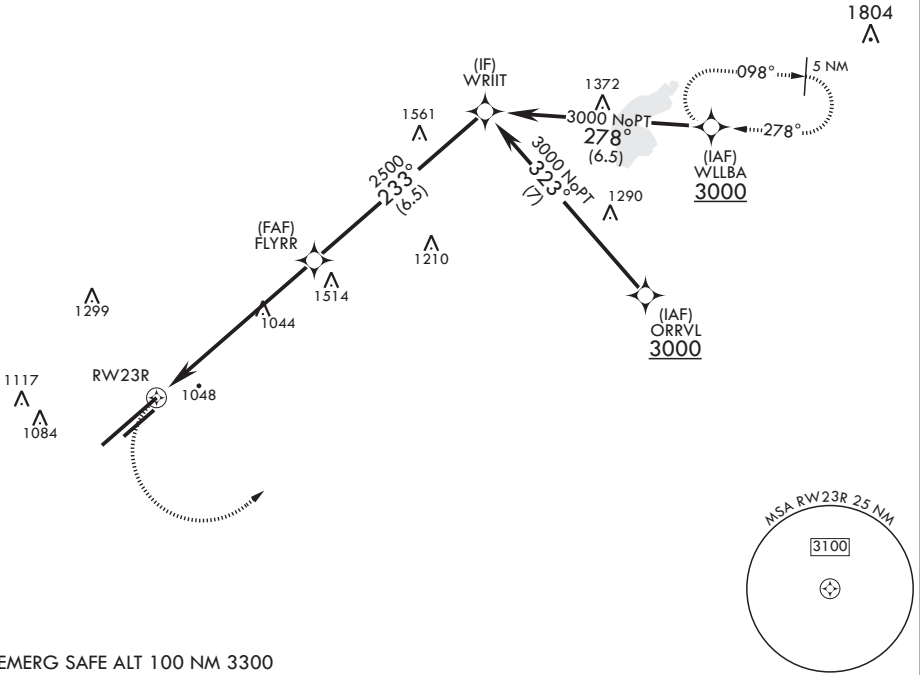 1804
(IF)
WRIIT
098°
5 NM
1372
1561
3000 NoPT
278°
(6.5)
278°
(IAF)
WLLBA
3000
3000 NoPT
323°
(7)
2500
233°
(6.5)
1290
(FAF)
FLYRR
1210
1514
1299
1044
(IAF)
ORRVL
3000
RW23R
1117
1048
1084
MSA RW23R 25 NM
3100
EMERG SAFE ALT 100 NM 3300